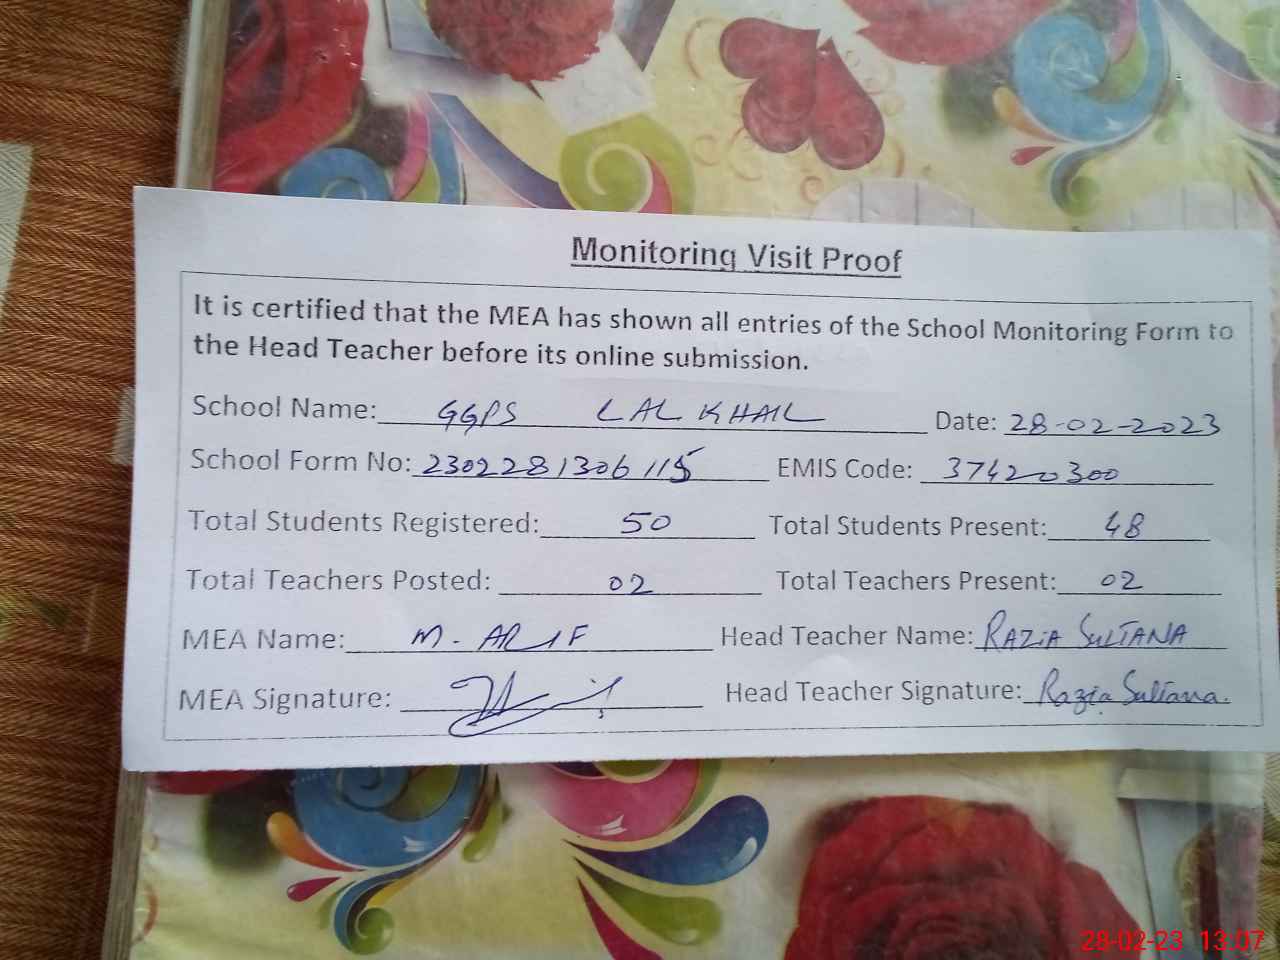 Monitoring Visit Proof
It is certified that the MEA has shown all entries of the School Monitoring Form to
the Head Teacher before its online submission.
School Name: GGPS LAL KHAIL Date: 28-02-2023
School Form No: 2302281306115 EMIS Code: 37420300
Total Students Registered: 50 Total Students Present: 48
Total Teachers Posted: 02 Total Teachers Present: 02
MEA Name: M. ARIF Head Teacher Name: RAZIA SULTANA
MEA Signature: Head Teacher Signature: Razia Sultana.
28-02-23 13:07